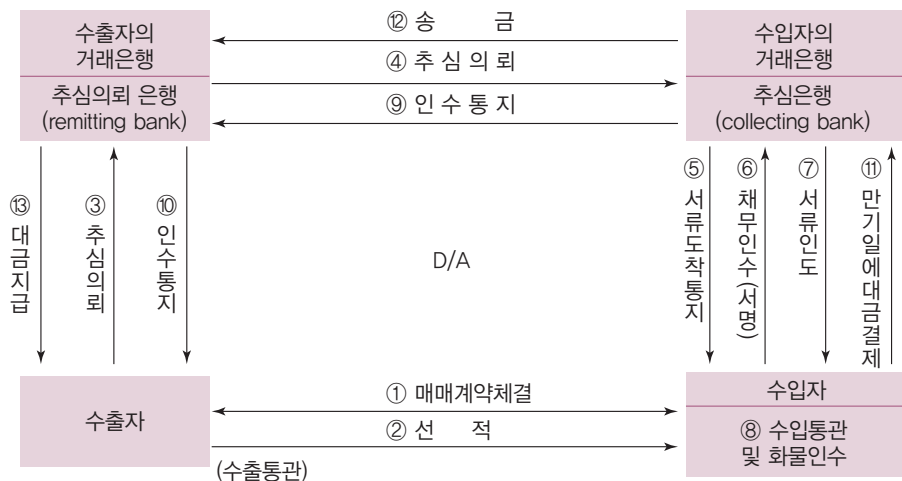 ⑫ 송 금
수출자의
거래은행
추심의뢰 은행
(remitting bank)
수입자의
거래은행
추심은행
(collecting bank)
④ 추 심 의 뢰
⑨ 인 수 통 지
⑬ 대금지급
③ 추심의뢰
⑩ 인수통지
D/A
⑤ 서류도착통지
⑥ 채무인수(서명)
⑦ 서류인도
⑪ 만기일에대금결제
수출자
① 매매계약체결
② 선 적
(수출통관)
수입자
⑧ 수입통관
및 화물인수